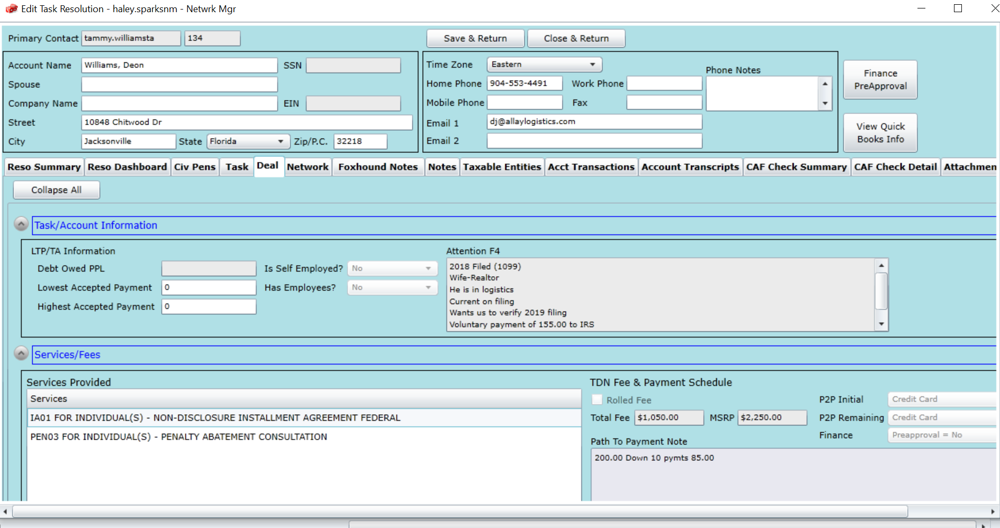 Edit Task Resolution - haley.sparksnm - Netwrk Mgr
Primary Contact tammy.williamsta 134 Save & Return Close & Return
Account Name Williams, Deon SSN
Spouse
Company Name EIN
Street 10848 Chitwood Dr
City Jacksonville State Florida Zip/P.C. 32218
Time Zone Eastern
Home Phone 904-553-4491 Work Phone
Mobile Phone Fax
Email 1 dj@allaylogistics.com
Email 2
Phone Notes
Finance
PreApproval
View Quick
Books Info
Reso Summary Reso Dashboard Civ Pens Task Deal Network Foxhound Notes Notes Taxable Entities Acct Transactions Account Transcripts CAF Check Summary CAF Check Detail Attachmen
Collapse All
Task/Account Information
LTP/TA Information
Debt Owed PPL Is Self Employed? No
Lowest Accepted Payment 0 Has Employees? No
Highest Accepted Payment 0
Attention F4
2018 Filed (1099)
Wife-Realtor
He is in logistics
Current on filing
Wants us to verify 2019 filing
Voluntary payment of 155.00 to IRS
Services/Fees
Services Provided
Services
IA01 FOR INDIVIDUAL(S) - NON-DISCLOSURE INSTALLMENT AGREEMENT FEDERAL
PEN03 FOR INDIVIDUAL(S) - PENALTY ABATEMENT CONSULTATION
TDN Fee & Payment Schedule
Rolled Fee P2P Initial Credit Card
Total Fee $1,050.00 MSRP $2,250.00 P2P Remaining Credit Card
Finance Preapproval = No
Path To Payment Note
200.00 Down 10 pymts 85.00